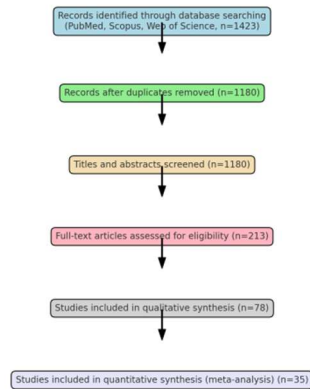 Records identified through database searching
(PubMed, Scopus, Web of Science, n=1423)
Records after duplicates removed (n=1180)
Titles and abstracts screened (n=1180)
Full-text articles assessed for eligibility (n=213)
Studies included in qualitative synthesis (n=78)
Studies included in quantitative synthesis (meta-analysis) (n=35)